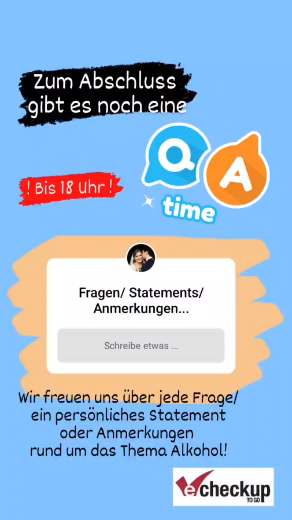 Zum Abschluss
gibt es noch eine
Q
A
time
! Bis 18 Uhr !
Fragen/ Statements/
Anmerkungen...
Schreibe etwas ...
Wir freuen uns über jede Frage/
ein persönliches Statement
oder Anmerkungen
rund um das Thema Alkohol!
echeckup
TO GO